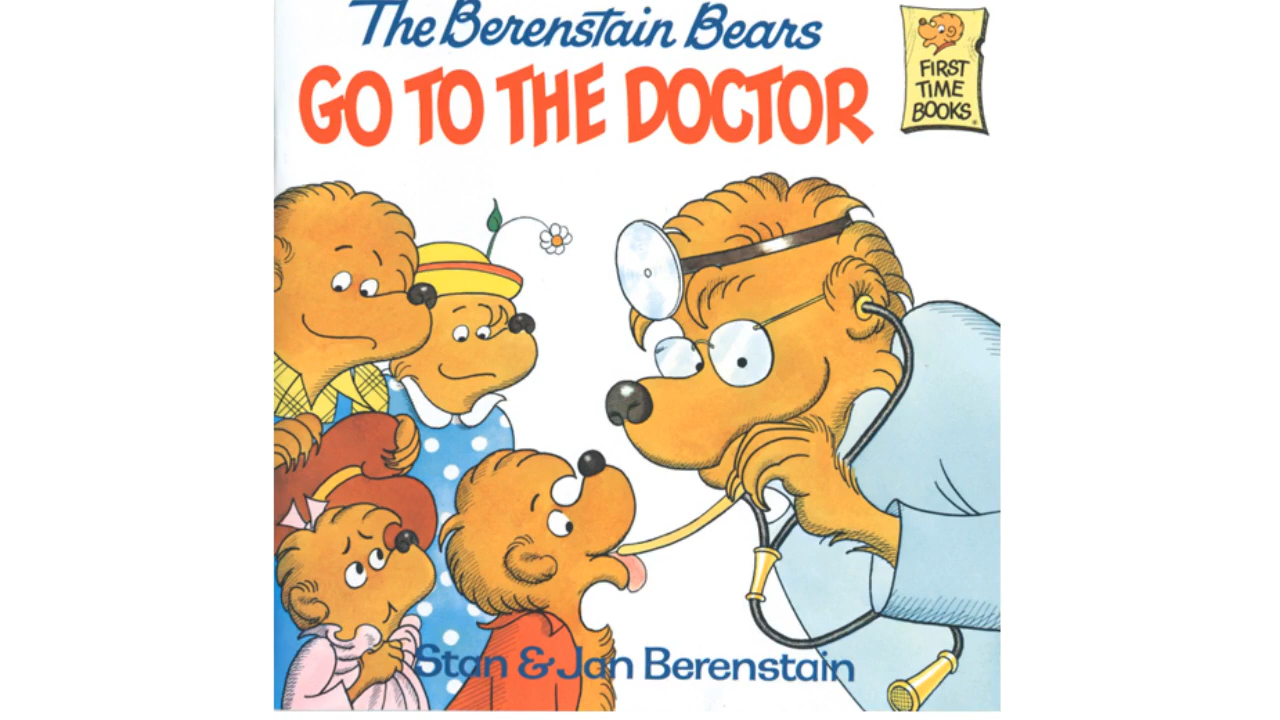 The Berenstain Bears
GO TO THE DOCTOR
FIRST
TIME
BOOKS
Stan & Jan Berenstain